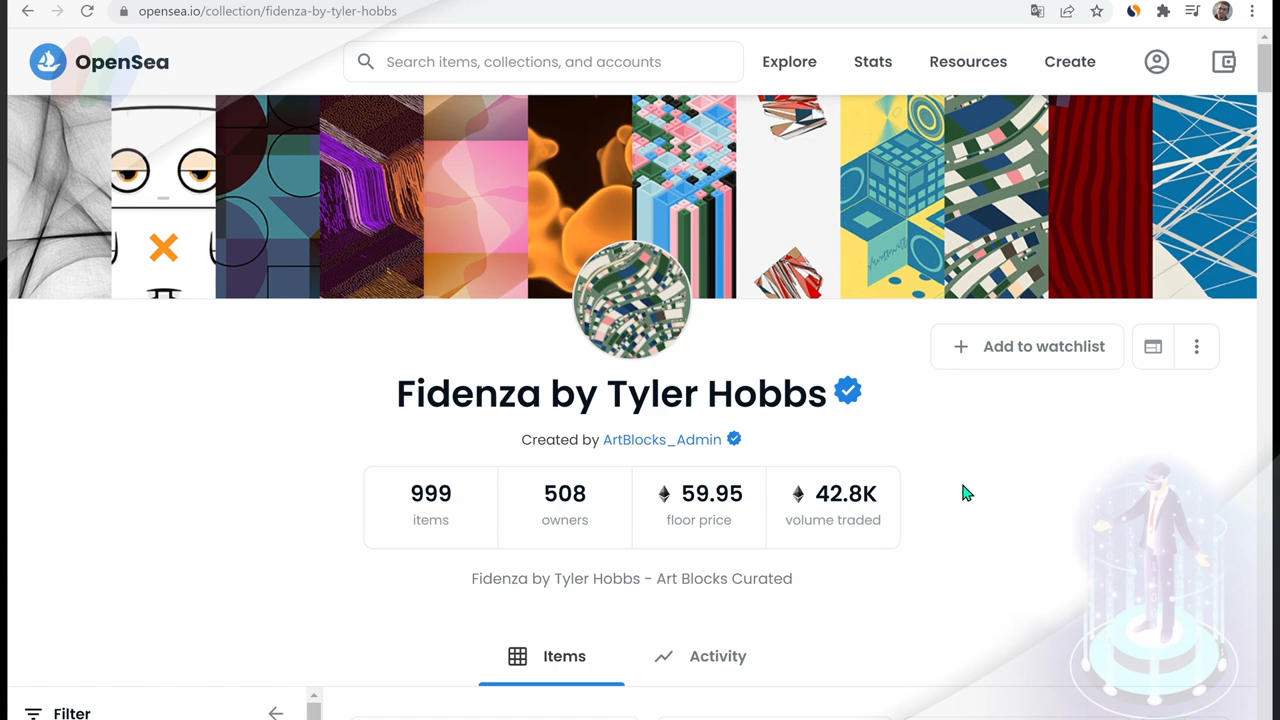 opensea.io/collection/fidenza-by-tyler-hobbs
OpenSea
Search items, collections, and accounts
Explore
Stats
Resources
Create
Add to watchlist
Fidenza by Tyler Hobbs
Created by ArtBlocks_Admin
999
items
508
owners
59.95
floor price
42.8K
volume traded
Fidenza by Tyler Hobbs - Art Blocks Curated
Items
Activity
Filter